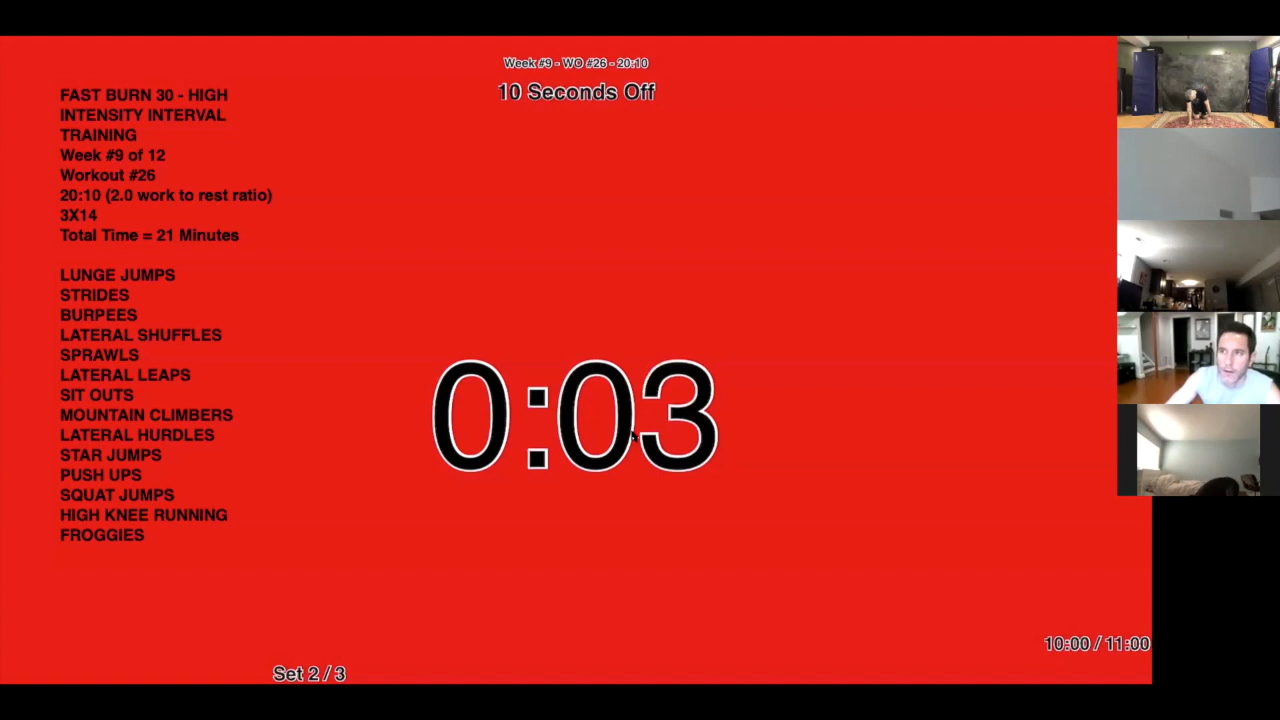 Week #9 - WO #26 - 20:10
10 Seconds Off
FAST BURN 30 - HIGH
INTENSITY INTERVAL
TRAINING
Week #9 of 12
Workout #26
20:10 (2.0 work to rest ratio)
3X14
Total Time = 21 Minutes
LUNGE JUMPS
STRIDES
BURPEES
LATERAL SHUFFLES
SPRAWLS
LATERAL LEAPS
SIT OUTS
MOUNTAIN CLIMBERS
LATERAL HURDLES
STAR JUMPS
PUSH UPS
SQUAT JUMPS
HIGH KNEE RUNNING
FROGGIES
0:03
10:00 / 11:00
Set 2 / 3